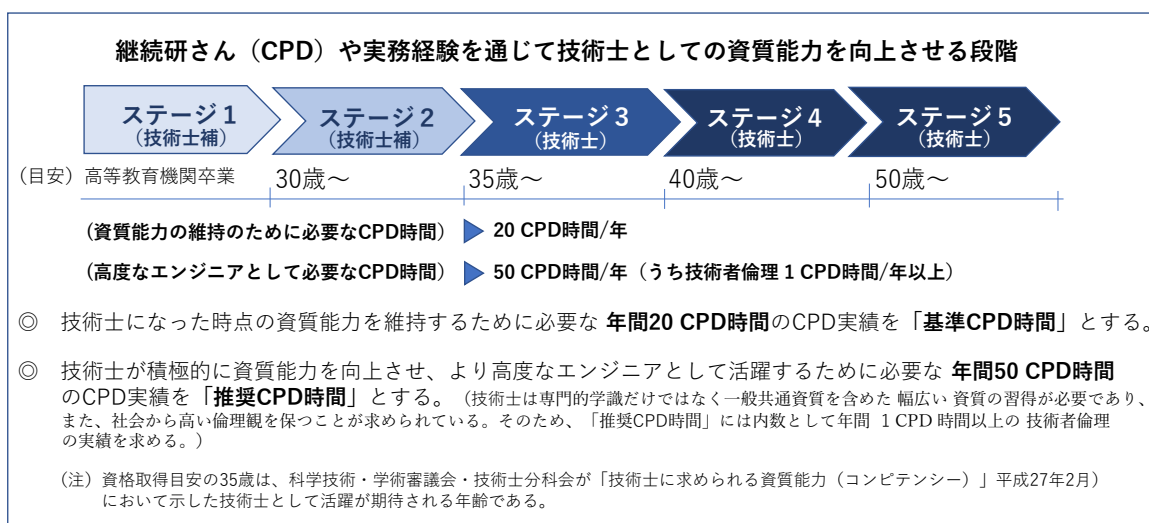 継続研さん（CPD）や実務経験を通じて技術士としての資質能力を向上させる段階
ステージ１ ステージ２ ステージ３ ステージ４ ステージ５
（技術士補） （技術士補） （技術士） （技術士） （技術士）
（目安）高等教育機関卒業 30歳～ 35歳～ 40歳～ 50歳～
（資質能力の維持のために必要なCPD時間） 20 CPD時間/年
（高度なエンジニアとして必要なCPD時間） 50 CPD時間/年（うち技術者倫理 1 CPD時間/年以上）
◎ 技術士になった時点の資質能力を維持するために必要な 年間20 CPD時間のCPD実績を「基準CPD時間」とする。
◎ 技術士が積極的に資質能力を向上させ、より高度なエンジニアとして活躍するために必要な 年間50 CPD時間
のCPD実績を「推奨CPD時間」とする。（技術士は専門的学識だけではなく一般共通資質を含めた 幅広い 資質の習得が必要であり、
また、社会から高い倫理観を保つことが求められている。そのため、「推奨CPD時間」には内数として年間 1 CPD 時間以上の 技術者倫理
の実績を求める。）
（注）資格取得目安の35歳は、科学技術・学術審議会・技術士分科会が「技術士に求められる資質能力（コンピテンシー）」平成27年2月）
において示した技術士として活躍が期待される年齢である。